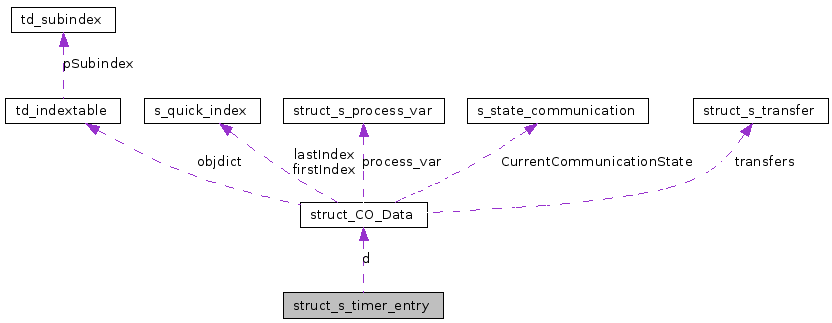 td_subindex
pSubindex
td_indextable
s_quick_index
struct_s_process_var
s_state_communication
struct_s_transfer
objdict
lastIndex
firstIndex
process_var
CurrentCommunicationState
transfers
struct_CO_Data
d
struct_s_timer_entry